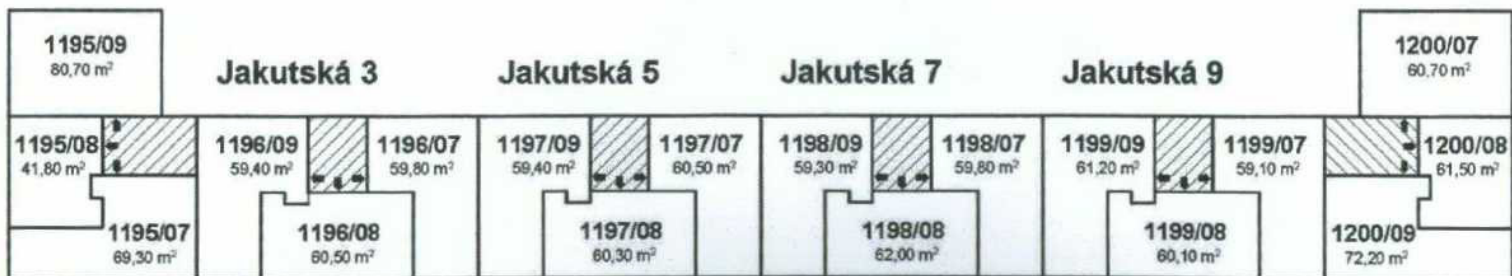 1195/09
80,70 m²
Jakutská 3
Jakutská 5
Jakutská 7
Jakutská 9
1200/07
60,70 m²
1195/08
41,80 m²
1196/09
59,40 m²
1196/07
59,80 m²
1197/09
59,40 m²
1197/07
60,50 m²
1198/09
59,30 m²
1198/07
59,80 m²
1199/09
61,20 m²
1199/07
59,10 m²
1200/08
61,50 m²
1195/07
69,30 m²
1196/08
60,50 m²
1197/08
60,30 m²
1198/08
62,00 m²
1199/08
60,10 m²
1200/09
72,20 m²